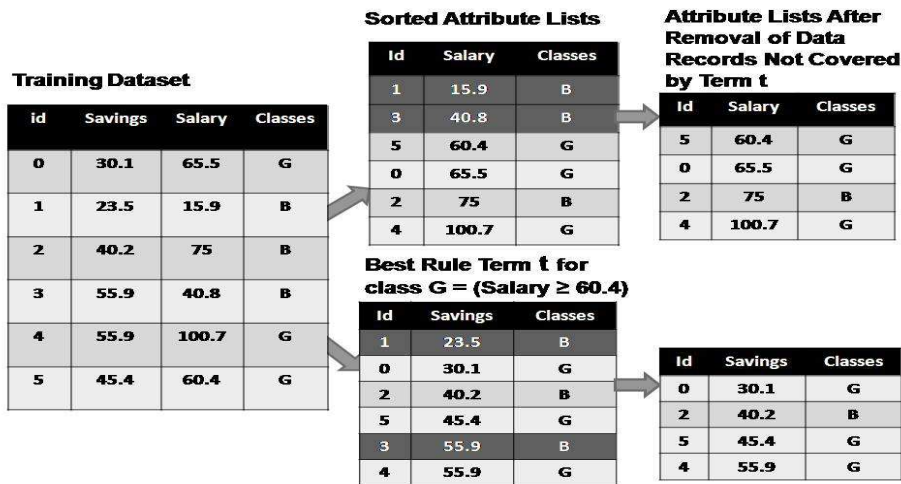 Training Dataset
id Savings Salary Classes
0 30.1 65.5 G
1 23.5 15.9 B
2 40.2 75 B
3 55.9 40.8 B
4 55.9 100.7 G
5 45.4 60.4 G
Sorted Attribute Lists
Id Salary Classes
1 15.9 B
3 40.8 B
5 60.4 G
0 65.5 G
2 75 B
4 100.7 G
Best Rule Term t for
class G = (Salary ≥ 60.4)
Id Savings Classes
1 23.5 B
0 30.1 G
2 40.2 B
5 45.4 G
3 55.9 B
4 55.9 G
Attribute Lists After
Removal of Data
Records Not Covered
by Term t
Id Salary Classes
5 60.4 G
0 65.5 G
2 75 B
4 100.7 G
Id Savings Classes
0 30.1 G
2 40.2 B
5 45.4 G
4 55.9 G